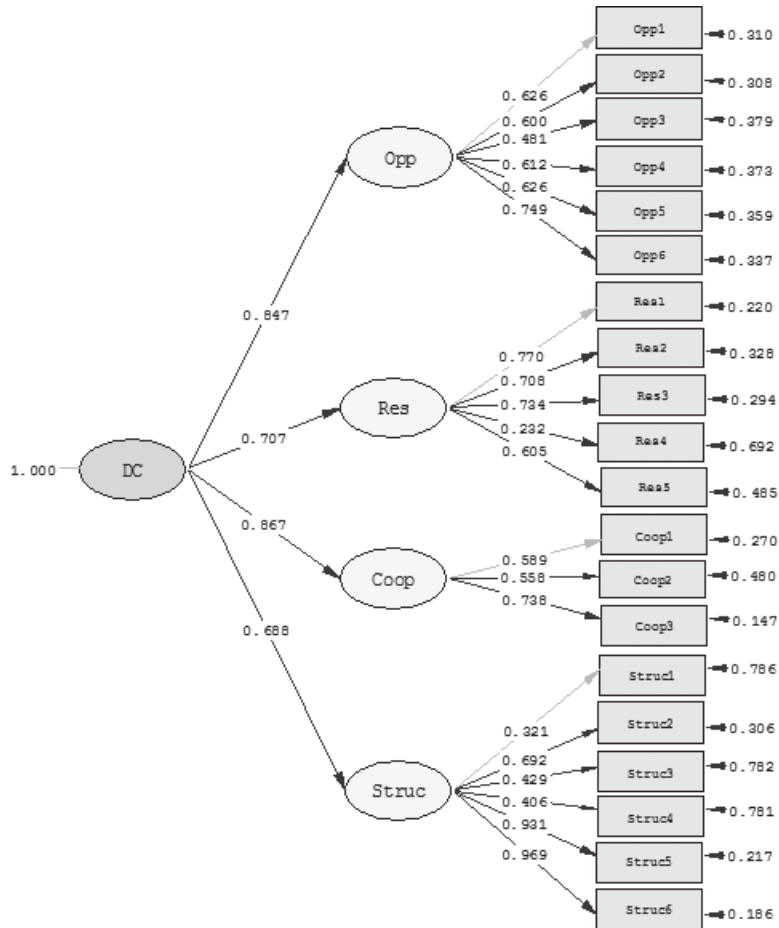 Opp1
0.310
Opp2
0.308
0.626
0.600
Opp3
0.379
0.481
Opp
0.612
Opp4
0.373
0.626
0.749
Opp5
0.359
Opp6
0.337
Res1
0.220
0.847
Res2
0.328
0.770
0.708
Res3
0.294
Res
0.734
0.232
Res4
0.692
0.707
0.605
1.000
DC
Res5
0.485
0.867
Coop1
0.270
0.589
Coop
0.558
Coop2
0.480
0.738
Coop3
0.147
0.688
Struc1
0.786
0.321
Struc2
0.306
0.692
0.429
Struc3
0.782
Struc
0.406
Struc4
0.781
0.931
0.969
Struc5
0.217
Struc6
0.186